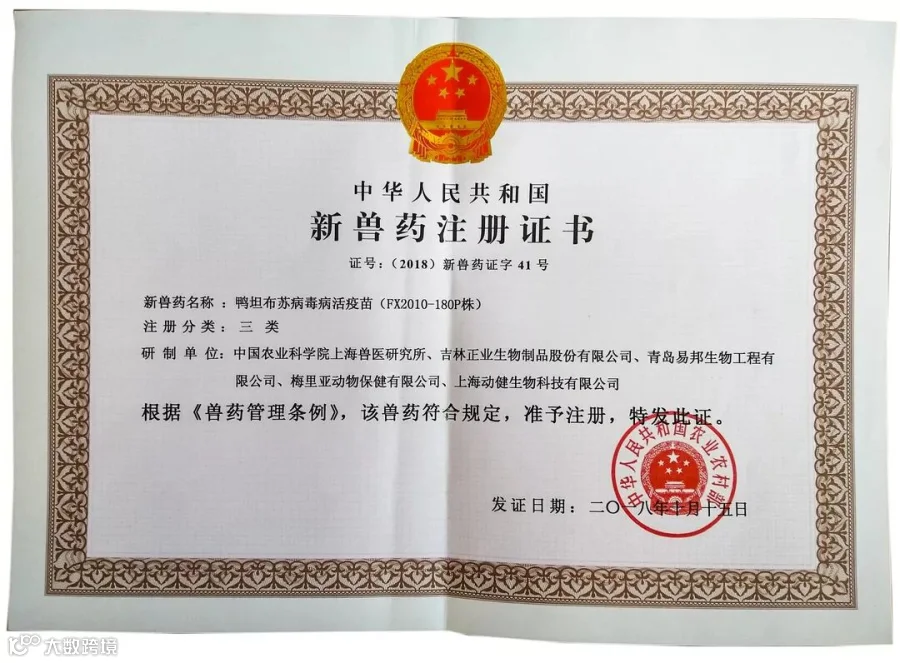 中华人民共和国
新兽药注册证书
证号：（2018）新兽药证字 41 号
新兽药名称 ：鸭坦布苏病毒病活疫苗（FX2010-180P株）
注册分类：三 类
研 制 单 位：中国农业科学院上海兽医研究所、吉林正业生物制品股份有限公司、青岛易邦生物工程有
限公司、梅里亚动物保健有限公司、上海动健生物科技有限公司
根据《兽药管理条例》，该兽药符合规定，准予注册，特发此证。
中华人民共和国农业农村部
发证日期：二〇一八年十月十五日
大数跨境